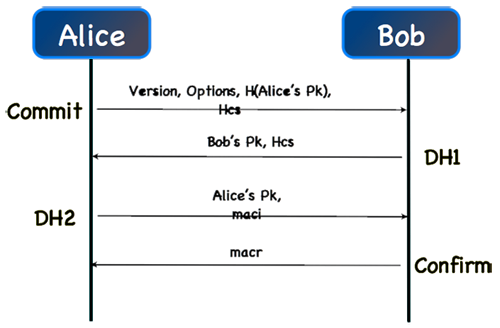 Alice
Bob
Version, Options, H(Alice's Pk),
Hcs
Commit
Bob's Pk, Hcs
DH1
Alice's Pk,
maci
DH2
macr
Confirm